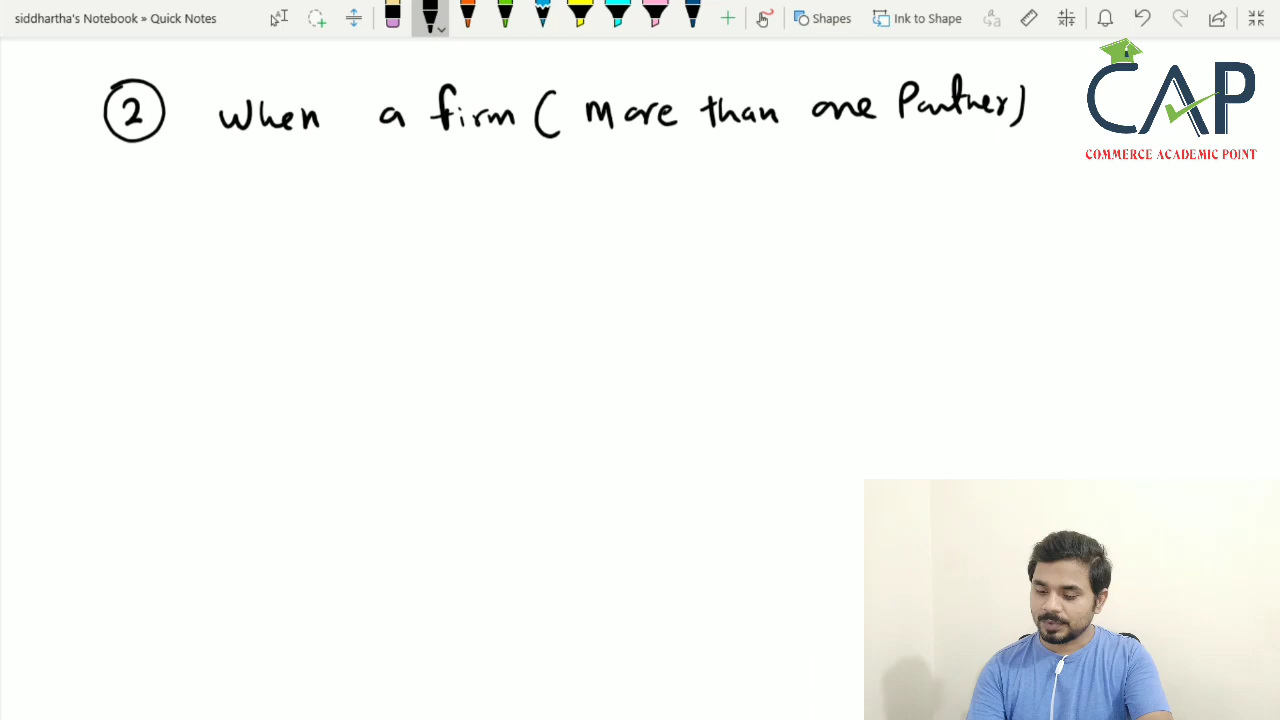 siddhartha's Notebook » Quick Notes
Shapes
Ink to Shape
② When a firm ( More than one Partner)
CAP
COMMERCE ACADEMIC POINT